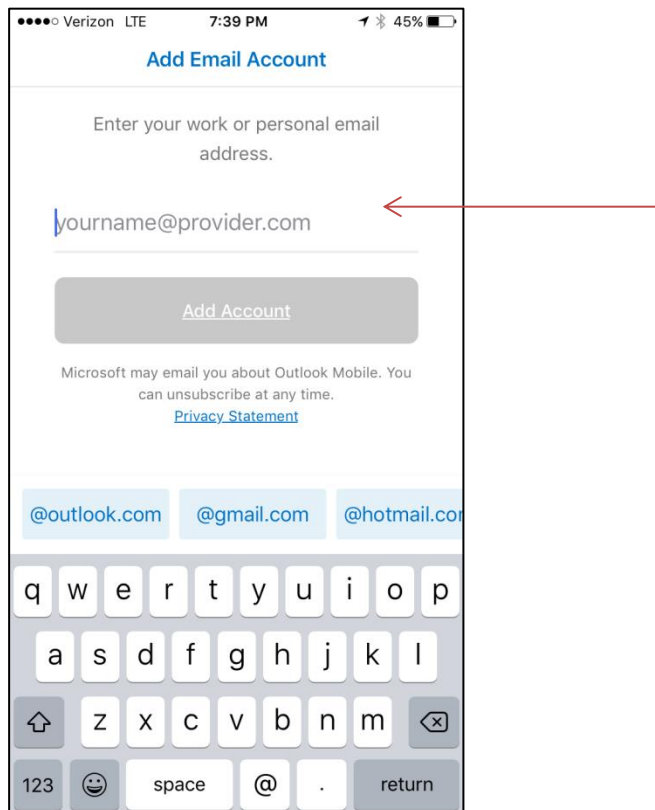 Verizon LTE 7:39 PM 45%
Add Email Account
Enter your work or personal email
address.
yourname@provider.com
Add Account
Microsoft may email you about Outlook Mobile. You
can unsubscribe at any time.
Privacy Statement
@outlook.com @gmail.com @hotmail.cor
q w e r t y u i o p
a s d f g h j k l
z x c v b n m
123 space @ . return